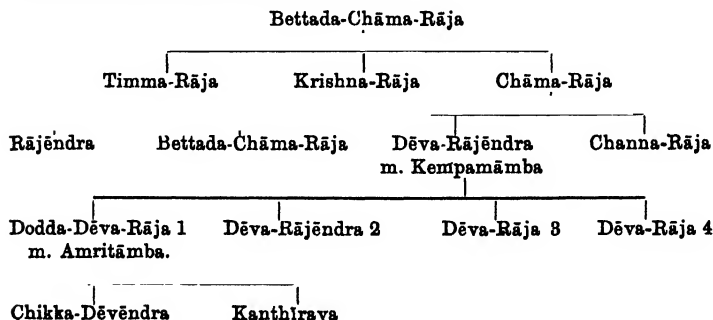 Bettada-Chāma-Rāja
Timma-Rāja Krishna-Rāja Chāma-Rāja
Rājēndra Bettada-Chāma-Rāja Dēva-Rājēndra Channa-Rāja
m. Kempamāmba
Dodda-Dēva-Rāja 1 Dēva-Rājēndra 2 Dēva-Rāja 3 Dēva-Rāja 4
m. Amritāmba.
Chikka-Dēvēndra Kanthīrava